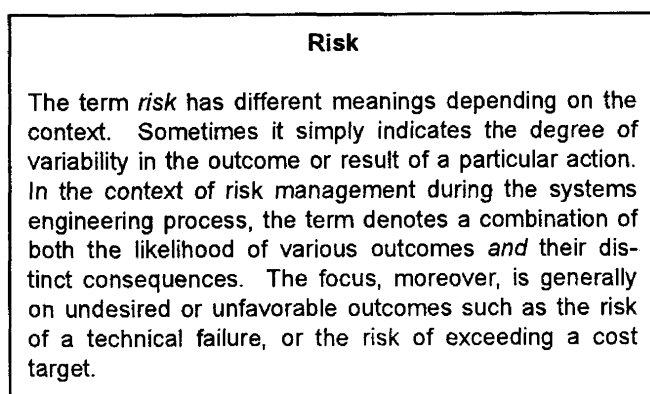 Risk
The term risk has different meanings depending on the
context. Sometimes it simply indicates the degree of
variability in the outcome or result of a particular action.
In the context of risk management during the systems
engineering process, the term denotes a combination of
both the likelihood of various outcomes and their dis-
tinct consequences. The focus, moreover, is generally
on undesired or unfavorable outcomes such as the risk
of a technical failure, or the risk of exceeding a cost
target.